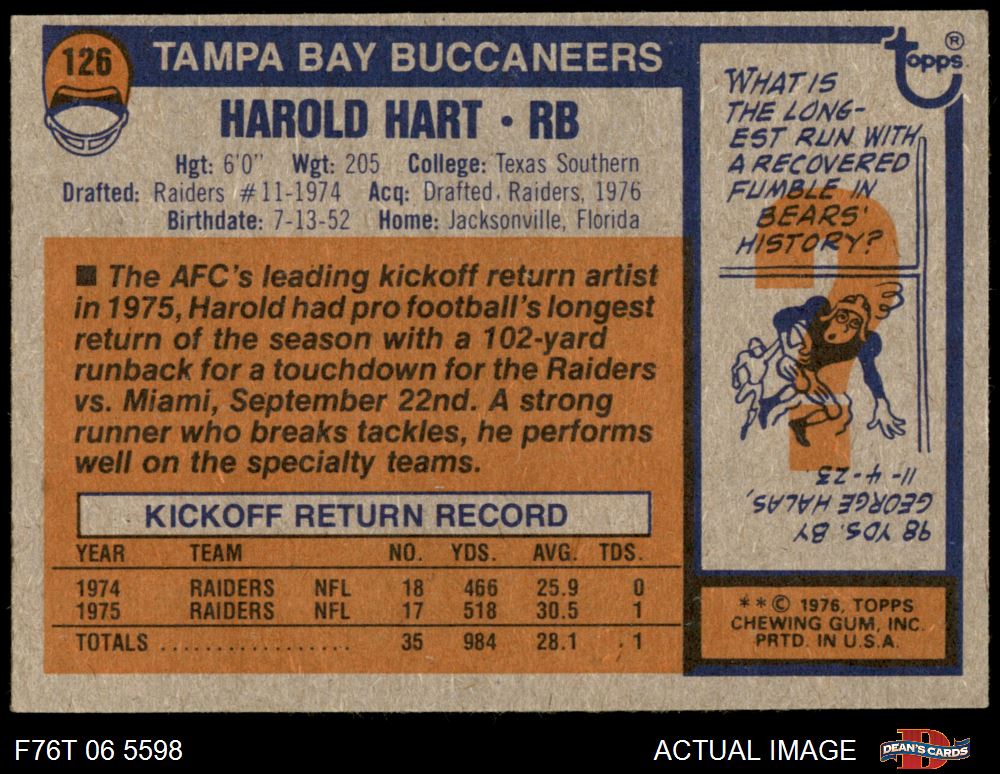 126
TAMPA BAY BUCCANEERS
HAROLD HART • RB
Hgt: 6'0" Wgt: 205 College: Texas Southern
Drafted: Raiders #11-1974 Acq: Drafted, Raiders, 1976
Birthdate: 7-13-52 Home: Jacksonville, Florida
■ The AFC's leading kickoff return artist
in 1975, Harold had pro football's longest
return of the season with a 102-yard
runback for a touchdown for the Raiders
vs. Miami, September 22nd. A strong
runner who breaks tackles, he performs
well on the specialty teams.
KICKOFF RETURN RECORD
YEAR TEAM NO. YDS. AVG. TDS.
1974 RAIDERS NFL 18 466 25.9 0
1975 RAIDERS NFL 17 518 30.5 1
TOTALS ................. 35 984 28.1 1
topps ®
WHAT IS
THE LONG-
EST RUN WITH
A RECOVERED
FUMBLE IN
BEARS'
HISTORY?
?
98 YDS. BY
GEORGE HALAS,
11-4-23
**© 1976, TOPPS
CHEWING GUM, INC.
PRTD. IN U.S.A.
F76T 06 5598
ACTUAL IMAGE
DEAN'S CARDS